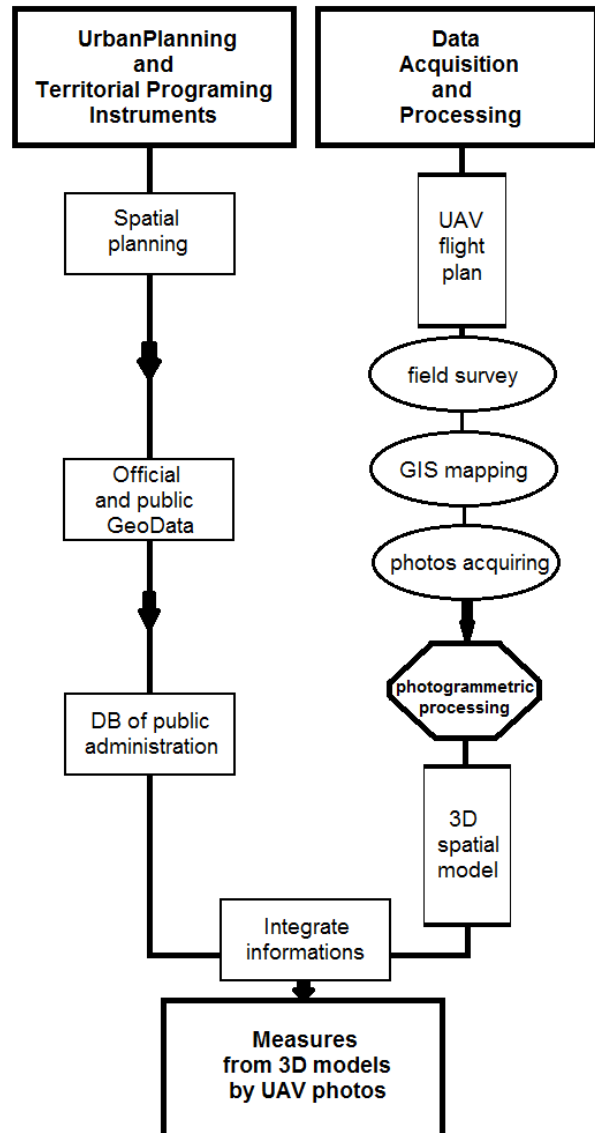 UrbanPlanning
and
Territorial Programing
Instruments
Spatial
planning
Official
and public
GeoData
DB of public
administration
Data
Acquisition
and
Processing
UAV
flight
plan
field survey
GIS mapping
photos acquiring
photogrammetric
processing
3D
spatial
model
Integrate
informations
Measures
from 3D models
by UAV photos